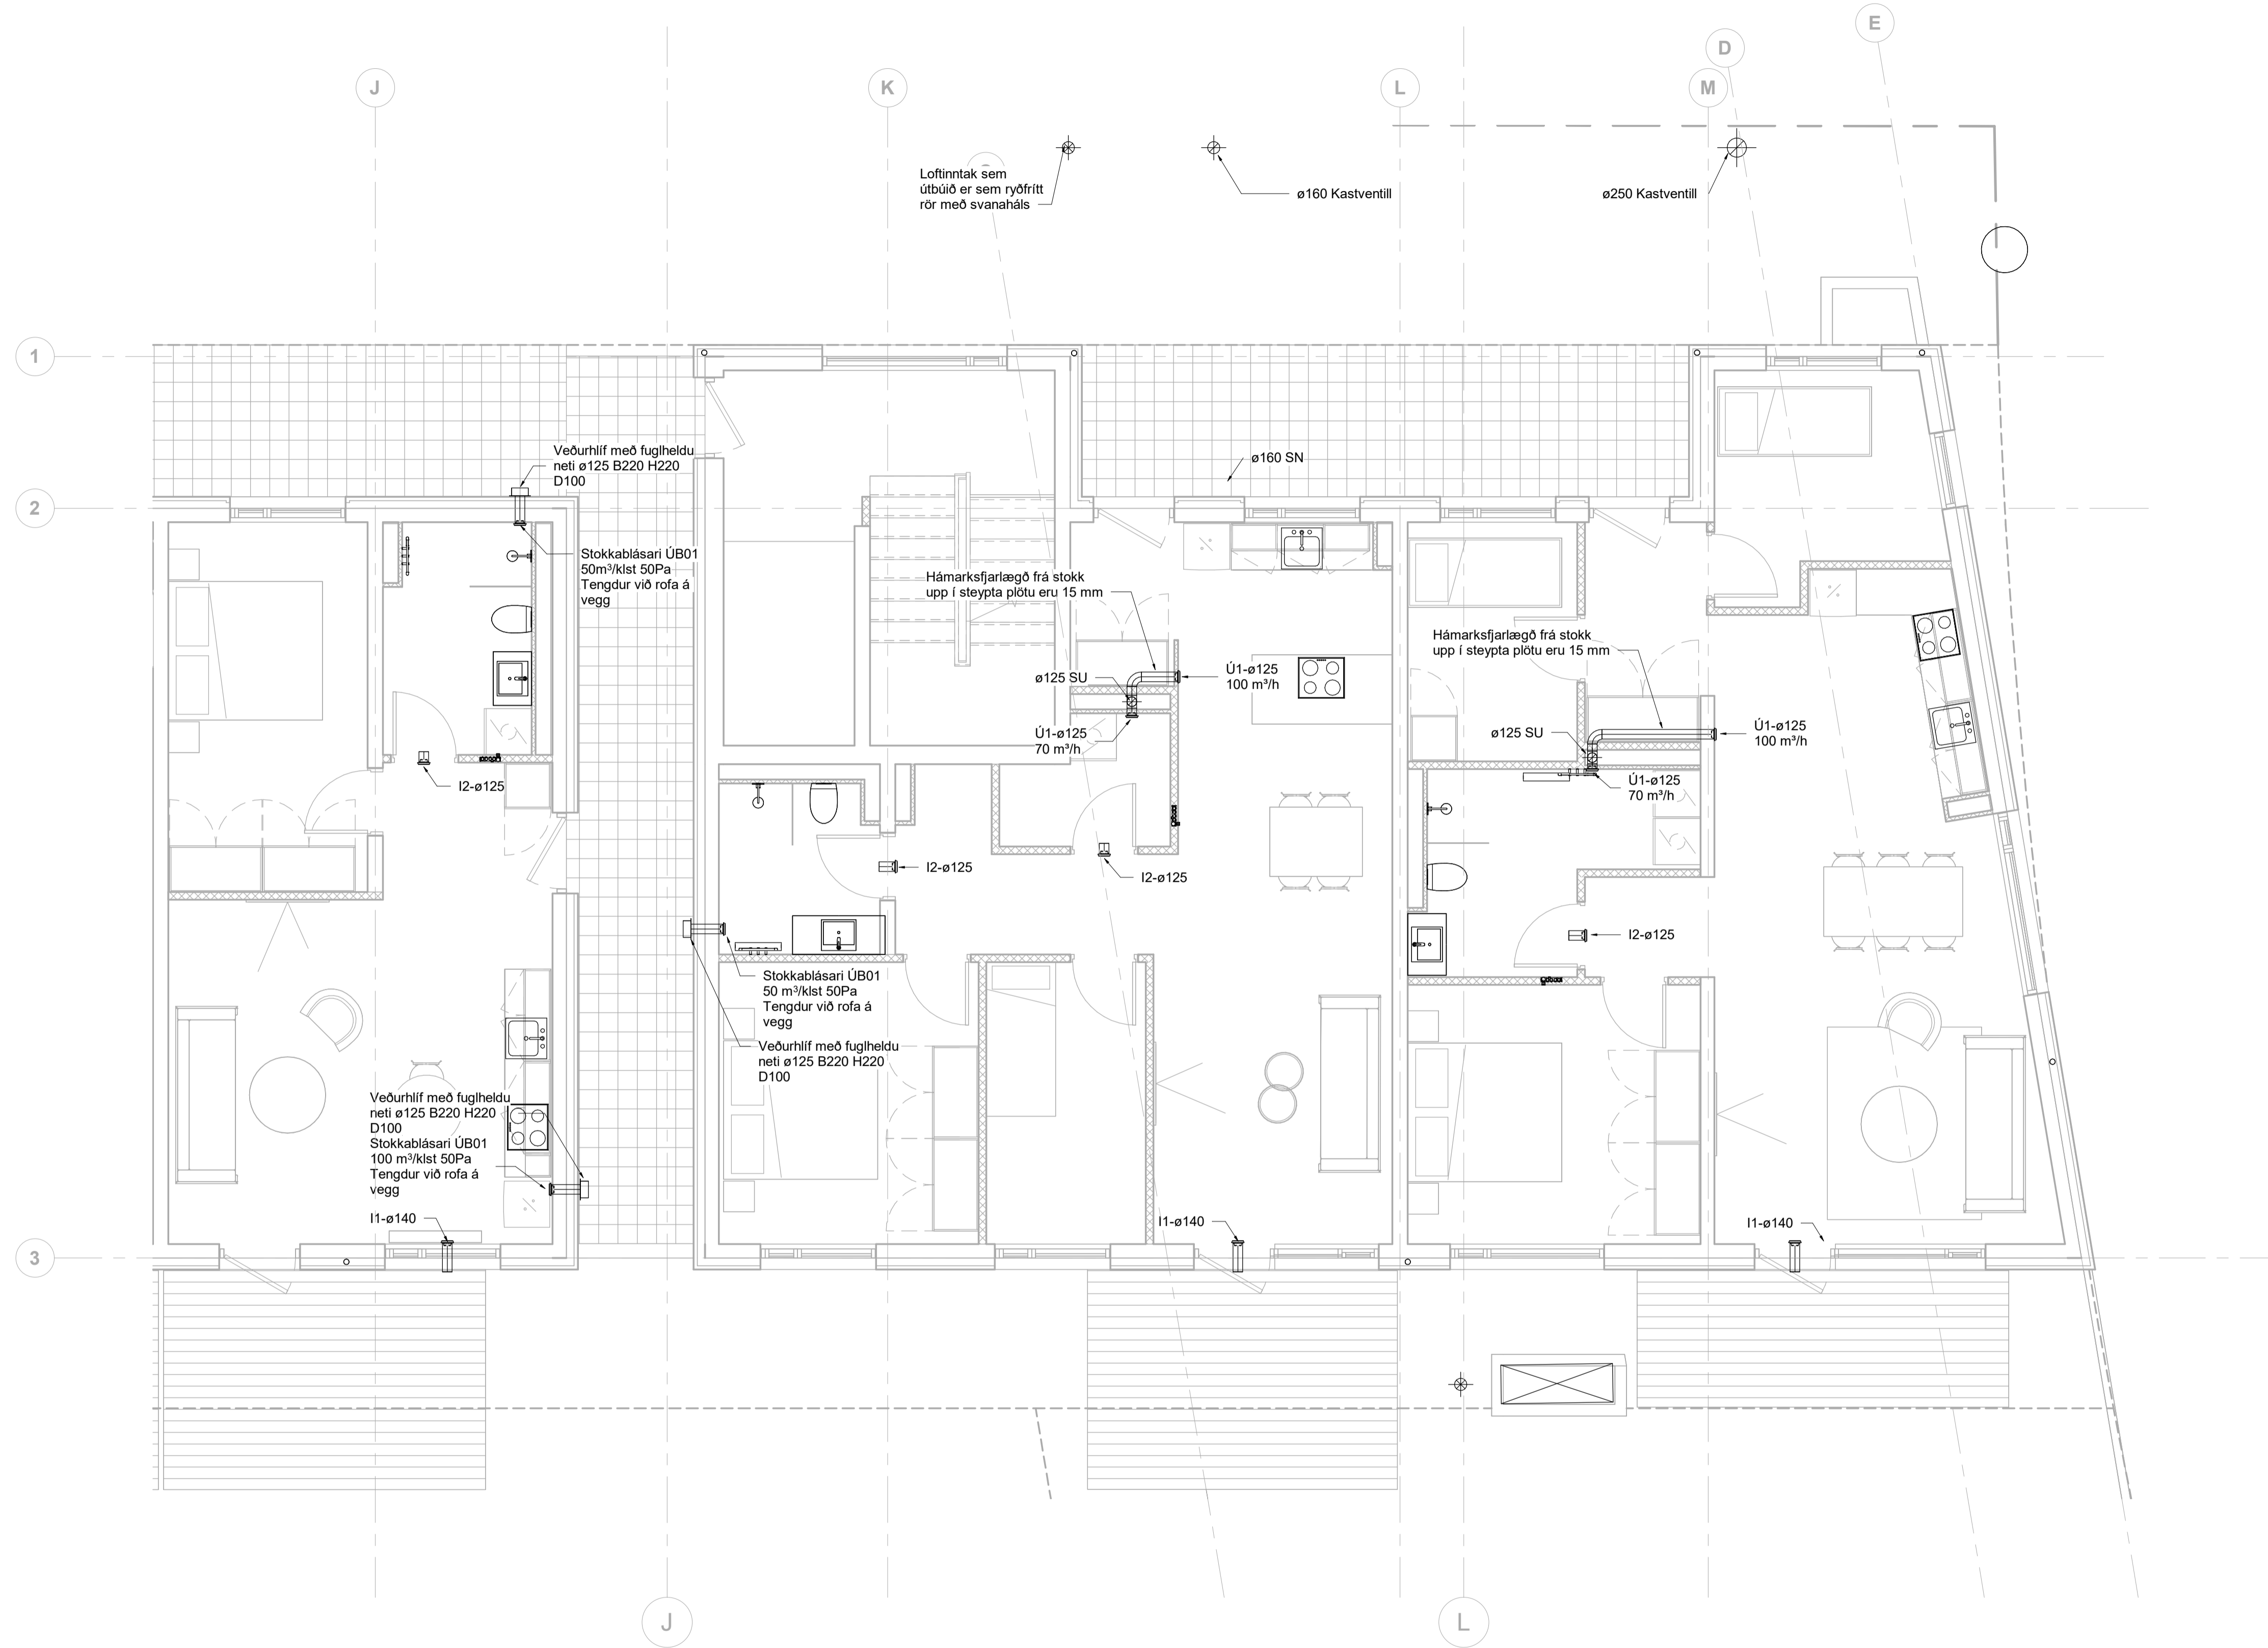 E
D
J
K
L
M
Loftinntak sem
útbúið er sem ryðfrítt
rör með svanaháls
ø160 Kastventill
ø250 Kastventill
1
Veðurhlíf með fuglheldu
neti ø125 B220 H220
D100
ø160 SN
2
Stokkablásari ÚB01
50m³/klst 50Pa
Tengdur við rofa á
vegg
Hámarksfjarlægð frá stokk
upp í steypta plötu eru 15 mm
Hámarksfjarlægð frá stokk
upp í steypta plötu eru 15 mm
ø125 SU
Ú1-ø125
100 m³/h
Ú1-ø125
70 m³/h
ø125 SU
Ú1-ø125
100 m³/h
Ú1-ø125
70 m³/h
I2-ø125
I2-ø125
I2-ø125
I2-ø125
Stokkablásari ÚB01
50 m³/klst 50Pa
Tengdur við rofa á
vegg
Veðurhlíf með fuglheldu
neti ø125 B220 H220
D100
Veðurhlíf með fuglheldu
neti ø125 B220 H220
D100
Stokkablásari ÚB01
100 m³/klst 50Pa
Tengdur við rofa á
vegg
I1-ø140
I1-ø140
I1-ø140
3
J
L